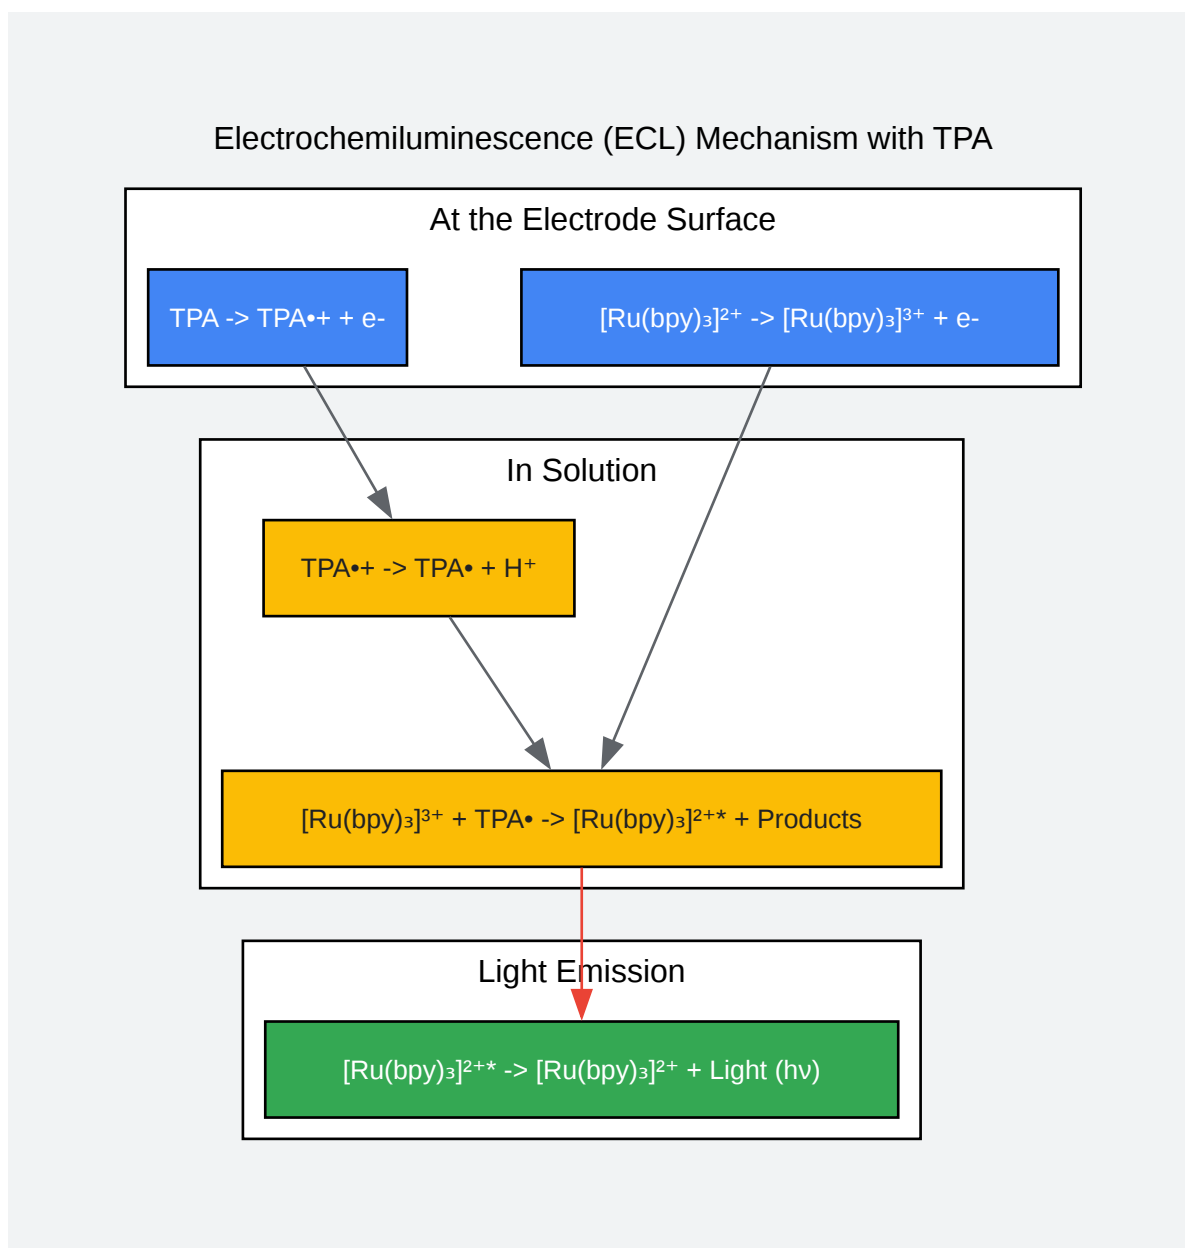 Electrochemiluminescence (ECL) Mechanism with TPA
At the Electrode Surface
TPA -> TPA•+ + e-
[Ru(bpy)₃]²⁺ -> [Ru(bpy)₃]³⁺ + e-
In Solution
TPA•+ -> TPA• + H⁺
[Ru(bpy)₃]³⁺ + TPA• -> [Ru(bpy)₃]²⁺* + Products
Light Emission
[Ru(bpy)₃]²⁺* -> [Ru(bpy)₃]²⁺ + Light (hν)